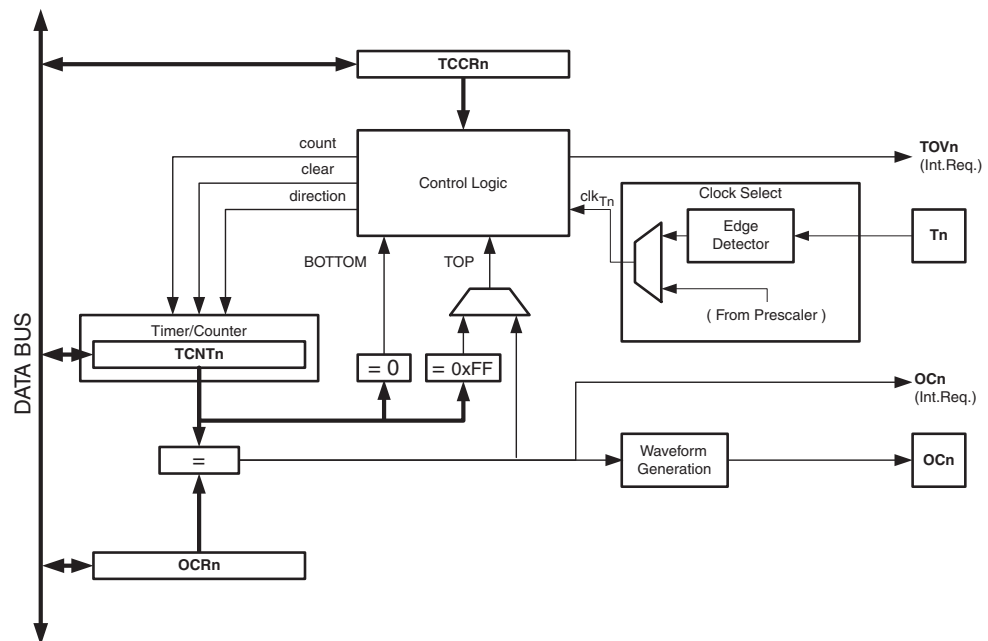 TCCRn
count
clear
direction
Control Logic
TOVn
(Int.Req.)
clkTn
Clock Select
Edge
Detector
Tn
( From Prescaler )
BOTTOM
TOP
Timer/Counter
TCNTn
= 0
= 0xFF
DATA BUS
OCn
(Int.Req.)
=
Waveform
Generation
OCn
OCRn